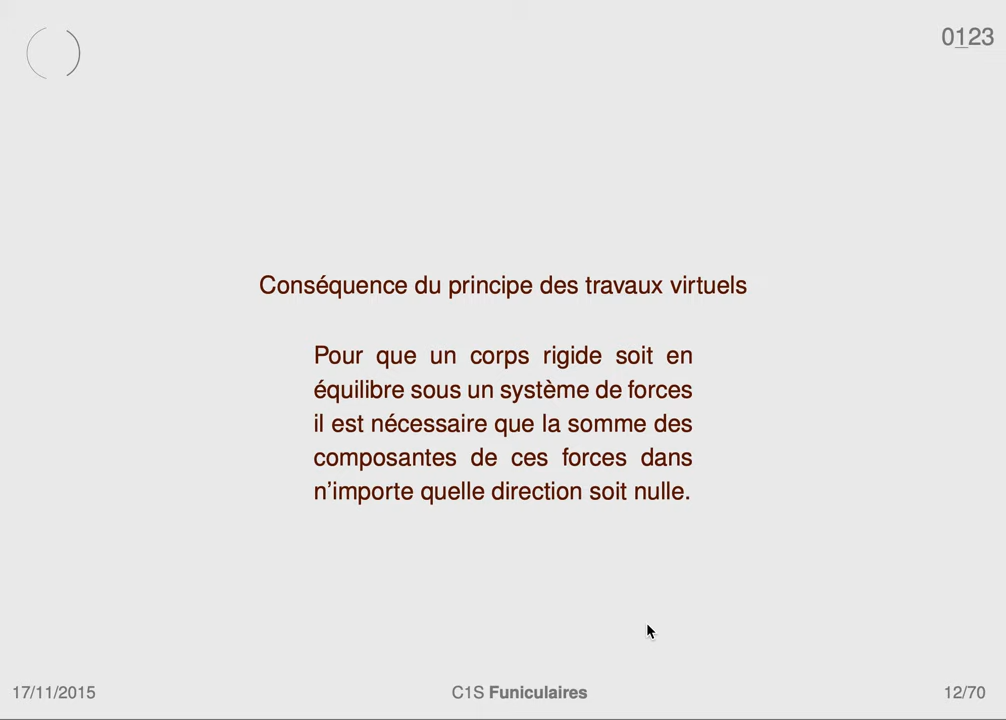 0123
Conséquence du principe des travaux virtuels
Pour que un corps rigide soit en
équilibre sous un système de forces
il est nécessaire que la somme des
composantes de ces forces dans
n'importe quelle direction soit nulle.
17/11/2015
C1S Funiculaires
12/70